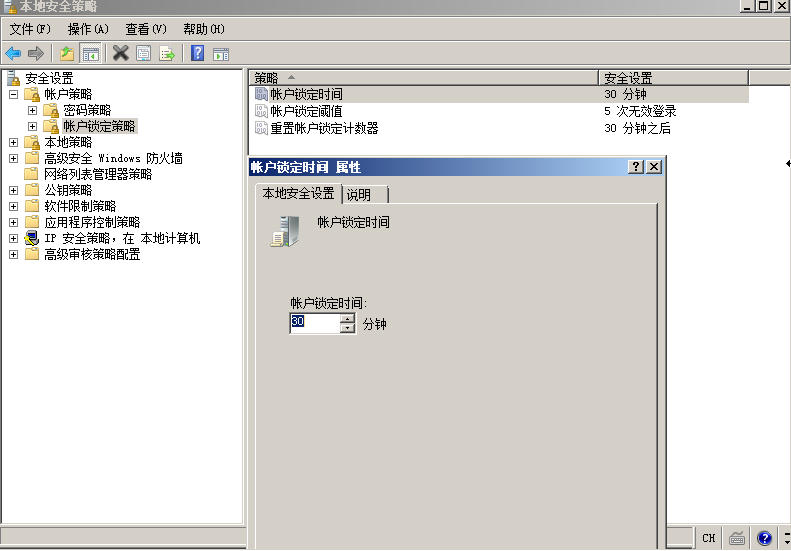 本地安全策略
文件(F) 操作(A) 查看(V) 帮助(H)
安全设置
帐户策略
密码策略
帐户锁定策略
本地策略
高级安全 Windows 防火墙
网络列表管理器策略
公钥策略
软件限制策略
应用程序控制策略
IP 安全策略，在 本地计算机
高级审核策略配置
策略 安全设置
帐户锁定时间 30 分钟
帐户锁定阈值 5 次无效登录
重置帐户锁定计数器 30 分钟之后
帐户锁定时间 属性
本地安全设置 说明
帐户锁定时间
帐户锁定时间:
30 分钟
CH